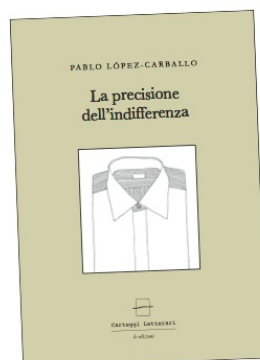 PABLO LÓPEZ-CARBALLO
La precisione
dell'indifferenza
Carteggi Letterari
le edizioni